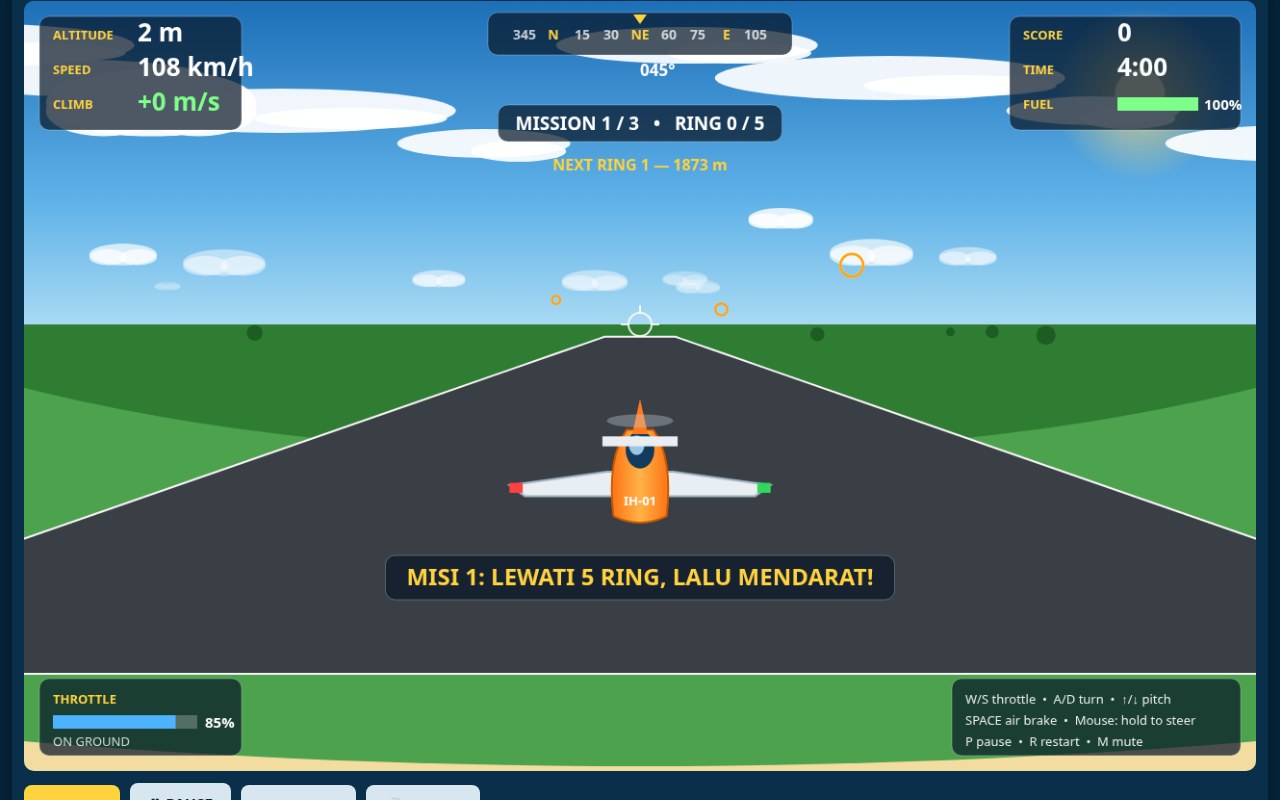 ALTITUDE 2 m
SPEED 108 km/h
CLIMB +0 m/s
345 N 15 30 NE 60 75 E 105
045°
MISSION 1 / 3 • RING 0 / 5
NEXT RING 1 — 1873 m
SCORE 0
TIME 4:00
FUEL 100%
IH-01
MISI 1: LEWATI 5 RING, LALU MENDARAT!
THROTTLE
85%
ON GROUND
W/S throttle • A/D turn • ↑/↓ pitch
SPACE air brake • Mouse: hold to steer
P pause • R restart • M mute